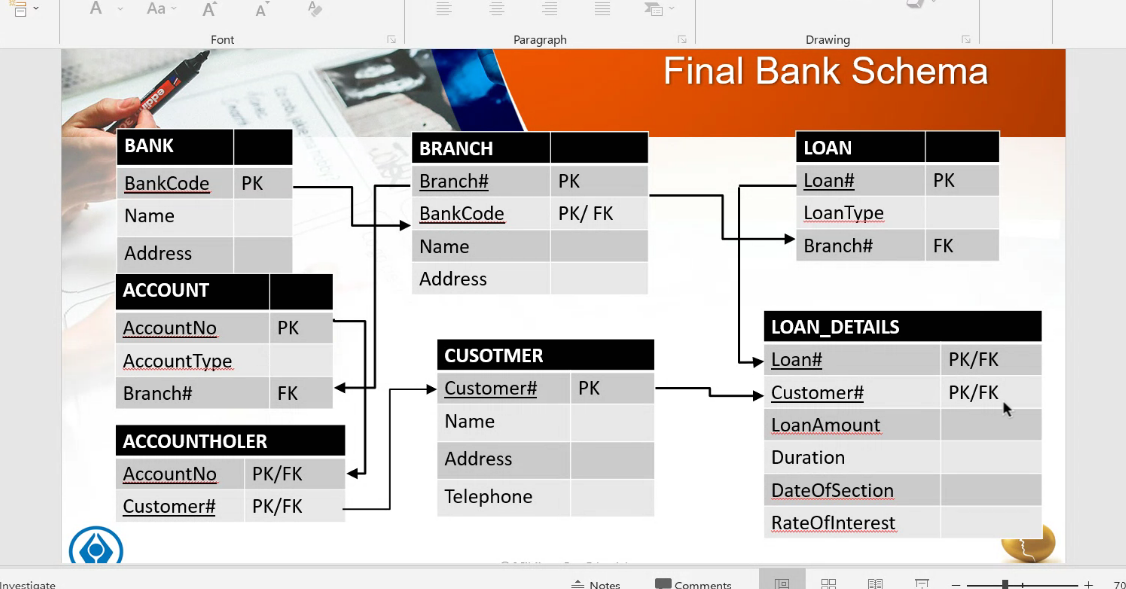 A Aa A A A
Font
Paragraph
Drawing
Final Bank Schema
BANK
BankCode PK
Name
Address
BRANCH
Branch# PK
BankCode PK/ FK
Name
Address
LOAN
Loan# PK
LoanType
Branch# FK
ACCOUNT
AccountNo PK
AccountType
Branch# FK
CUSOTMER
Customer# PK
Name
Address
Telephone
LOAN_DETAILS
Loan# PK/FK
Customer# PK/FK
LoanAmount
Duration
DateOfSection
RateOfInterest
ACCOUNTHOLER
AccountNo PK/FK
Customer# PK/FK
Investigate
Notes
Comments
70